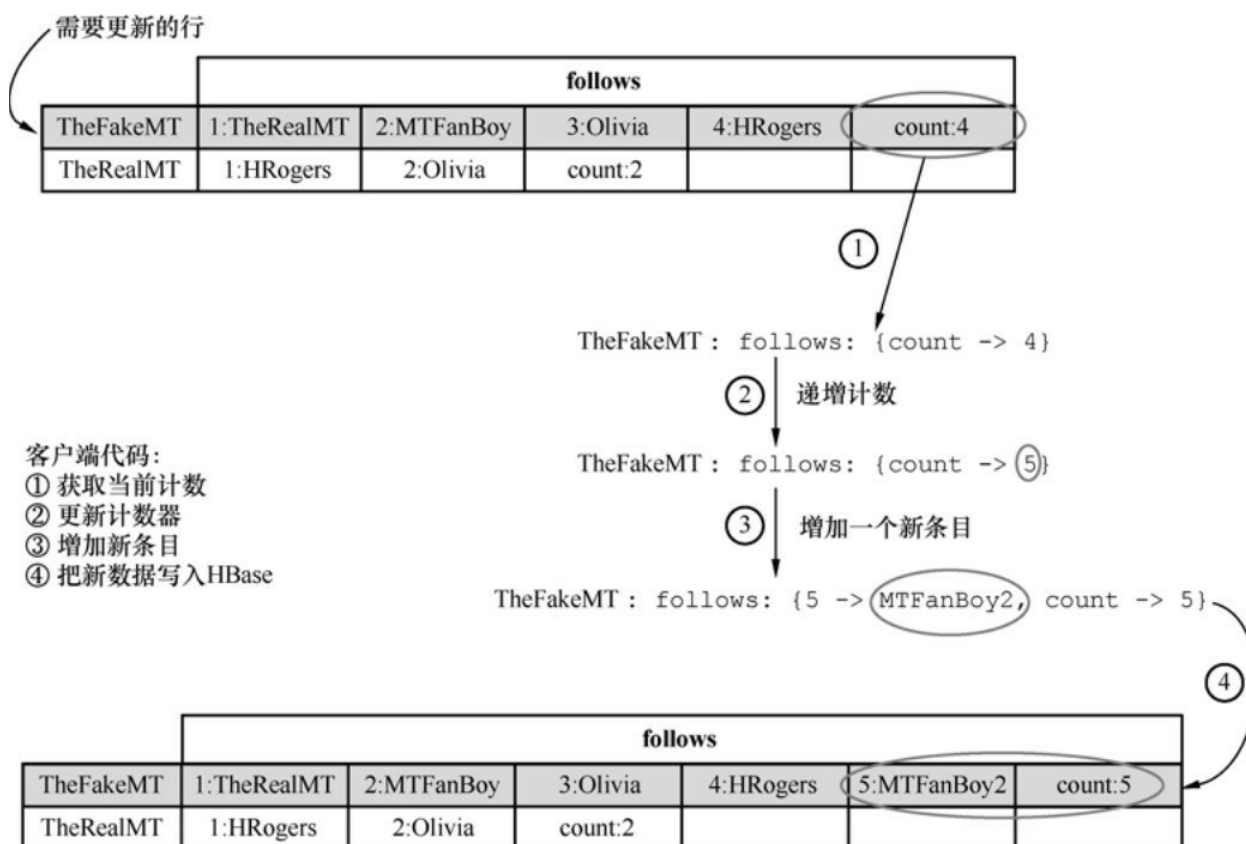 需要更新的行
follows
TheFakeMT 1:TheRealMT 2:MTFanBoy 3:Olivia 4:HRogers count:4
TheRealMT 1:HRogers 2:Olivia count:2
①
TheFakeMT : follows: {count -> 4}
② 递增计数
TheFakeMT : follows: {count -> 5}
③ 增加一个新条目
TheFakeMT : follows: {5 -> MTFanBoy2, count -> 5}
客户端代码：
① 获取当前计数
② 更新计数器
③ 增加新条目
④ 把新数据写入HBase
④
follows
TheFakeMT 1:TheRealMT 2:MTFanBoy 3:Olivia 4:HRogers 5:MTFanBoy2 count:5
TheRealMT 1:HRogers 2:Olivia count:2